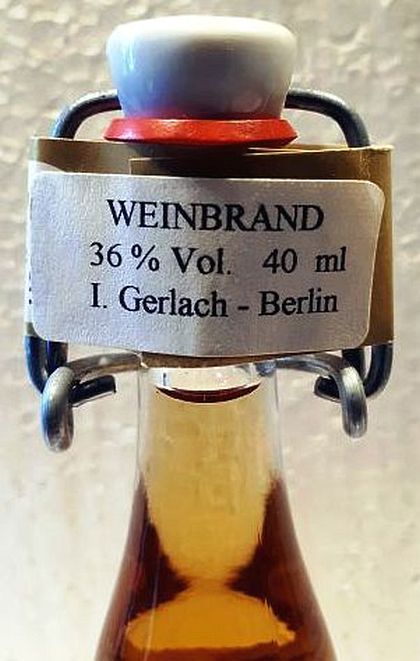 WEINBRAND
36 % Vol. 40 ml
I. Gerlach - Berlin